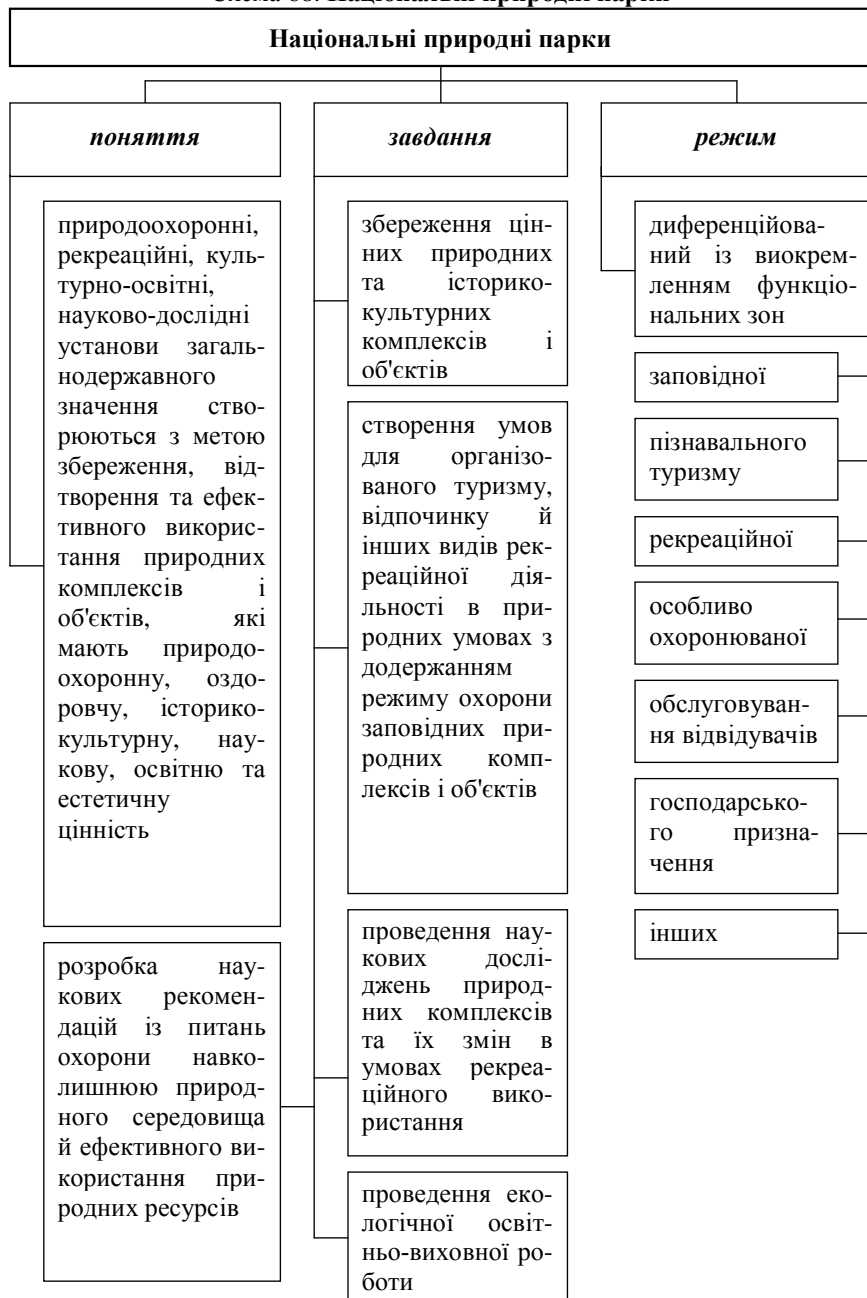 Національні природні парки
поняття
завдання
режим
природоохоронні,
рекреаційні, куль-
турно-освітні,
науково-дослідні
установи загаль-
нодержавного
значення ство-
рюються з метою
збереження, від-
творення та ефек-
тивного викорис-
тання природних
комплексів і
об'єктів, які
мають природо-
охоронну, оздо-
ровчу, історико-
культурну, нау-
кову, освітню та
естетичну
цінність
розробка нау-
кових рекомен-
дацій із питань
охорони навко-
лишнюю природ-
ного середовища
й ефективного ви-
користання при-
родних ресурсів
збереження цін-
них природних
та історико-
культурних
комплексів і
об'єктів
створення умов
для організо-
ваного туризму,
відпочинку й
інших видів рек-
реаційної дія-
льності в при-
родних умовах з
додержанням
режиму охорони
заповідних при-
родних комп-
лексів і об'єктів
проведення нау-
кових дослі-
джень природ-
них комплексів
та їх змін в
умовах рекреа-
ційного вико-
ристання
проведення еко-
логічної освіт-
ньо-виховної ро-
боти
диференційова-
ний із виокрем-
ленням функціо-
нальних зон
заповідної
пізнавального
туризму
рекреаційної
особливо
охоронюваної
обслуговуван-
ня відвідувачів
господарсько-
го призна-
чення
інших